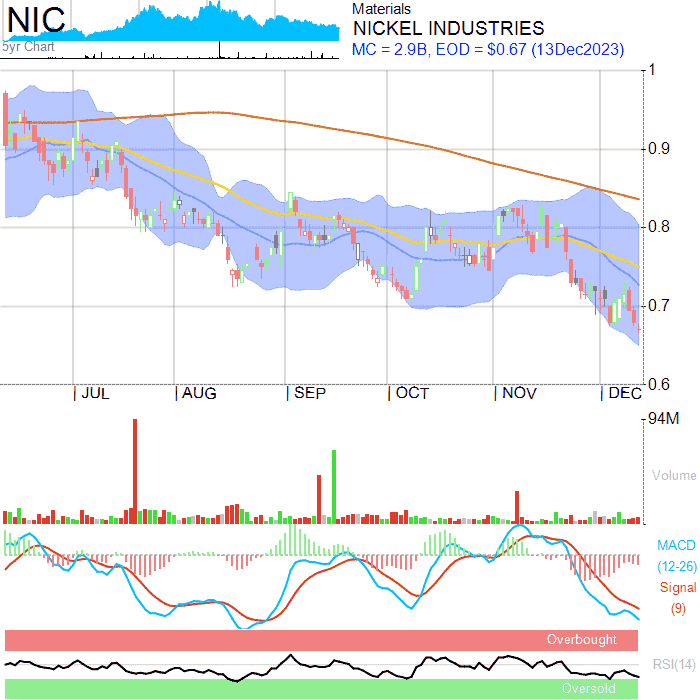 NIC
5yr Chart
Materials
NICKEL INDUSTRIES
MC = 2.9B, EOD = $0.67 (13Dec2023)
1
0.9
0.8
0.7
0.6
| JUL | AUG | SEP | OCT | NOV | DEC
94M
Volume
MACD
(12-26)
Signal
(9)
Overbought
RSI(14)
Oversold